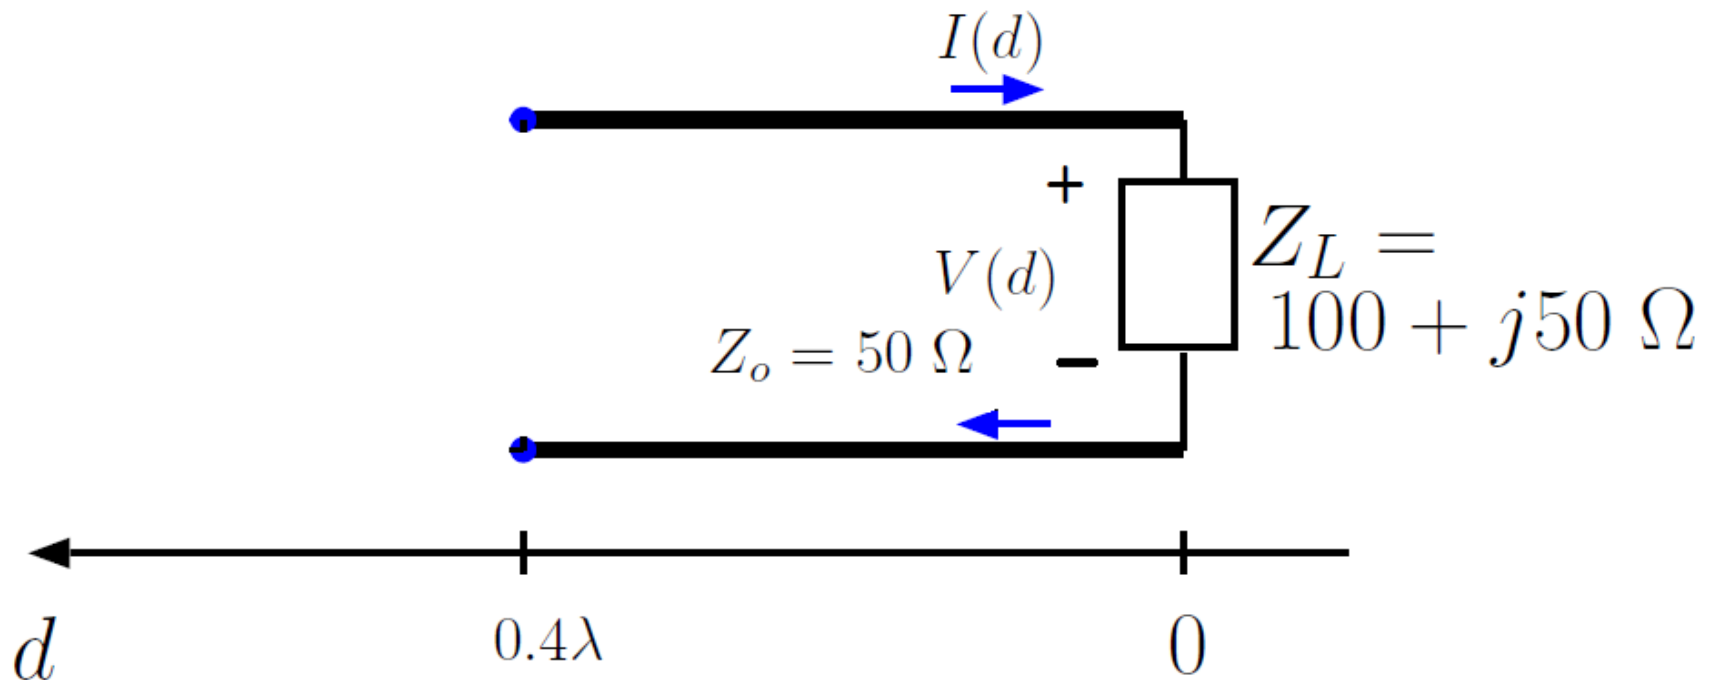 I(d)
+
V(d)
Z_L =
100 + j50 Ω
Z_o = 50 Ω
−
d
0.4λ
0